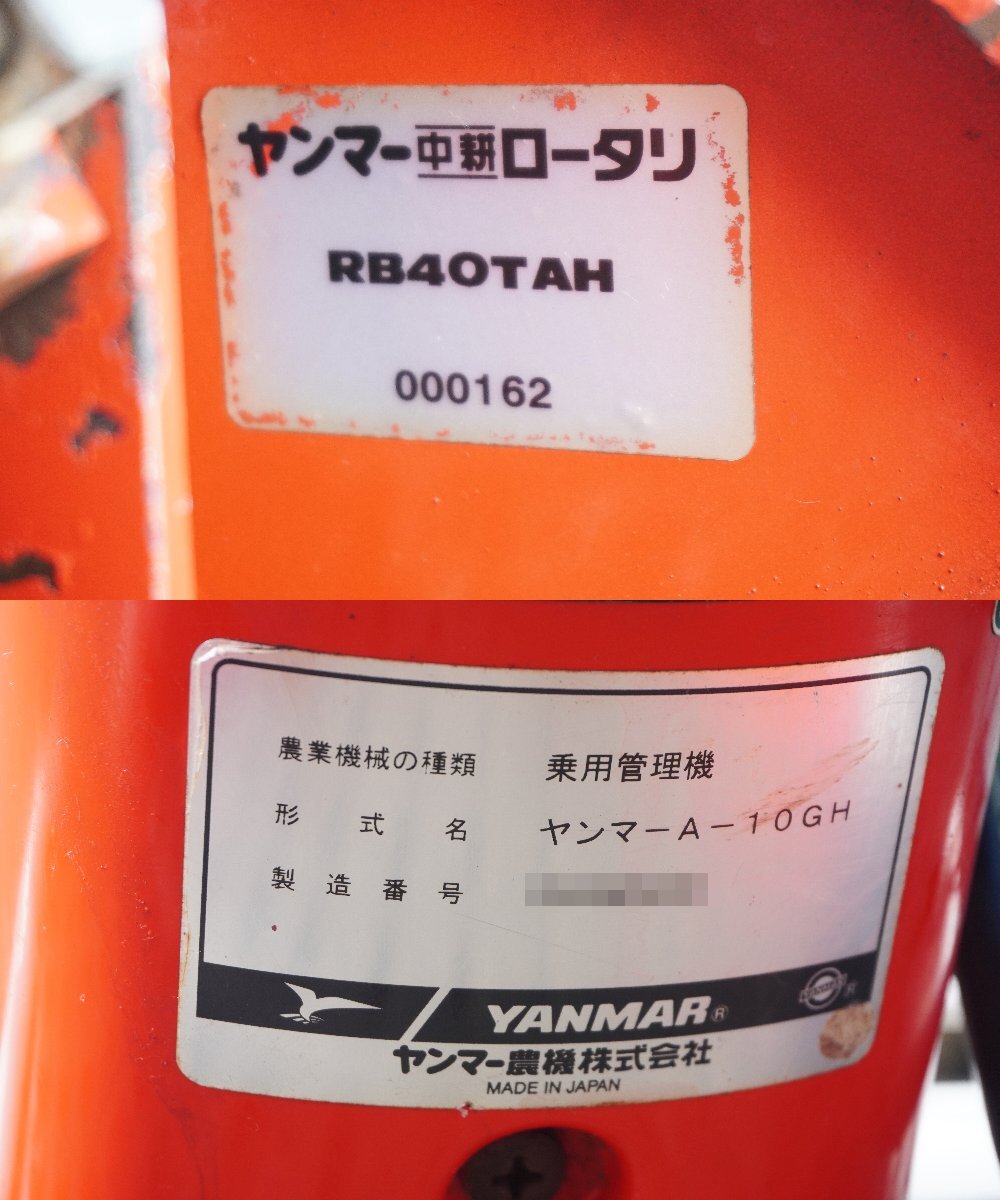 ヤンマー中耕ロータリ
RB40TAH
000162
農業機械の種類 乗用管理機
形式名 ヤンマーA-10GH
製造番号
YANMAR®
YANMAR ®
ヤンマー農機株式会社
MADE IN JAPAN